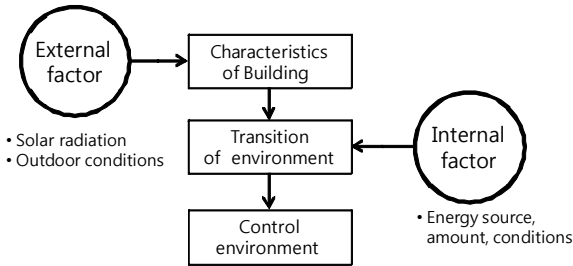 External
factor
Characteristics
of Building
• Solar radiation
• Outdoor conditions
Transition
of environment
Internal
factor
• Energy source,
amount, conditions
Control
environment